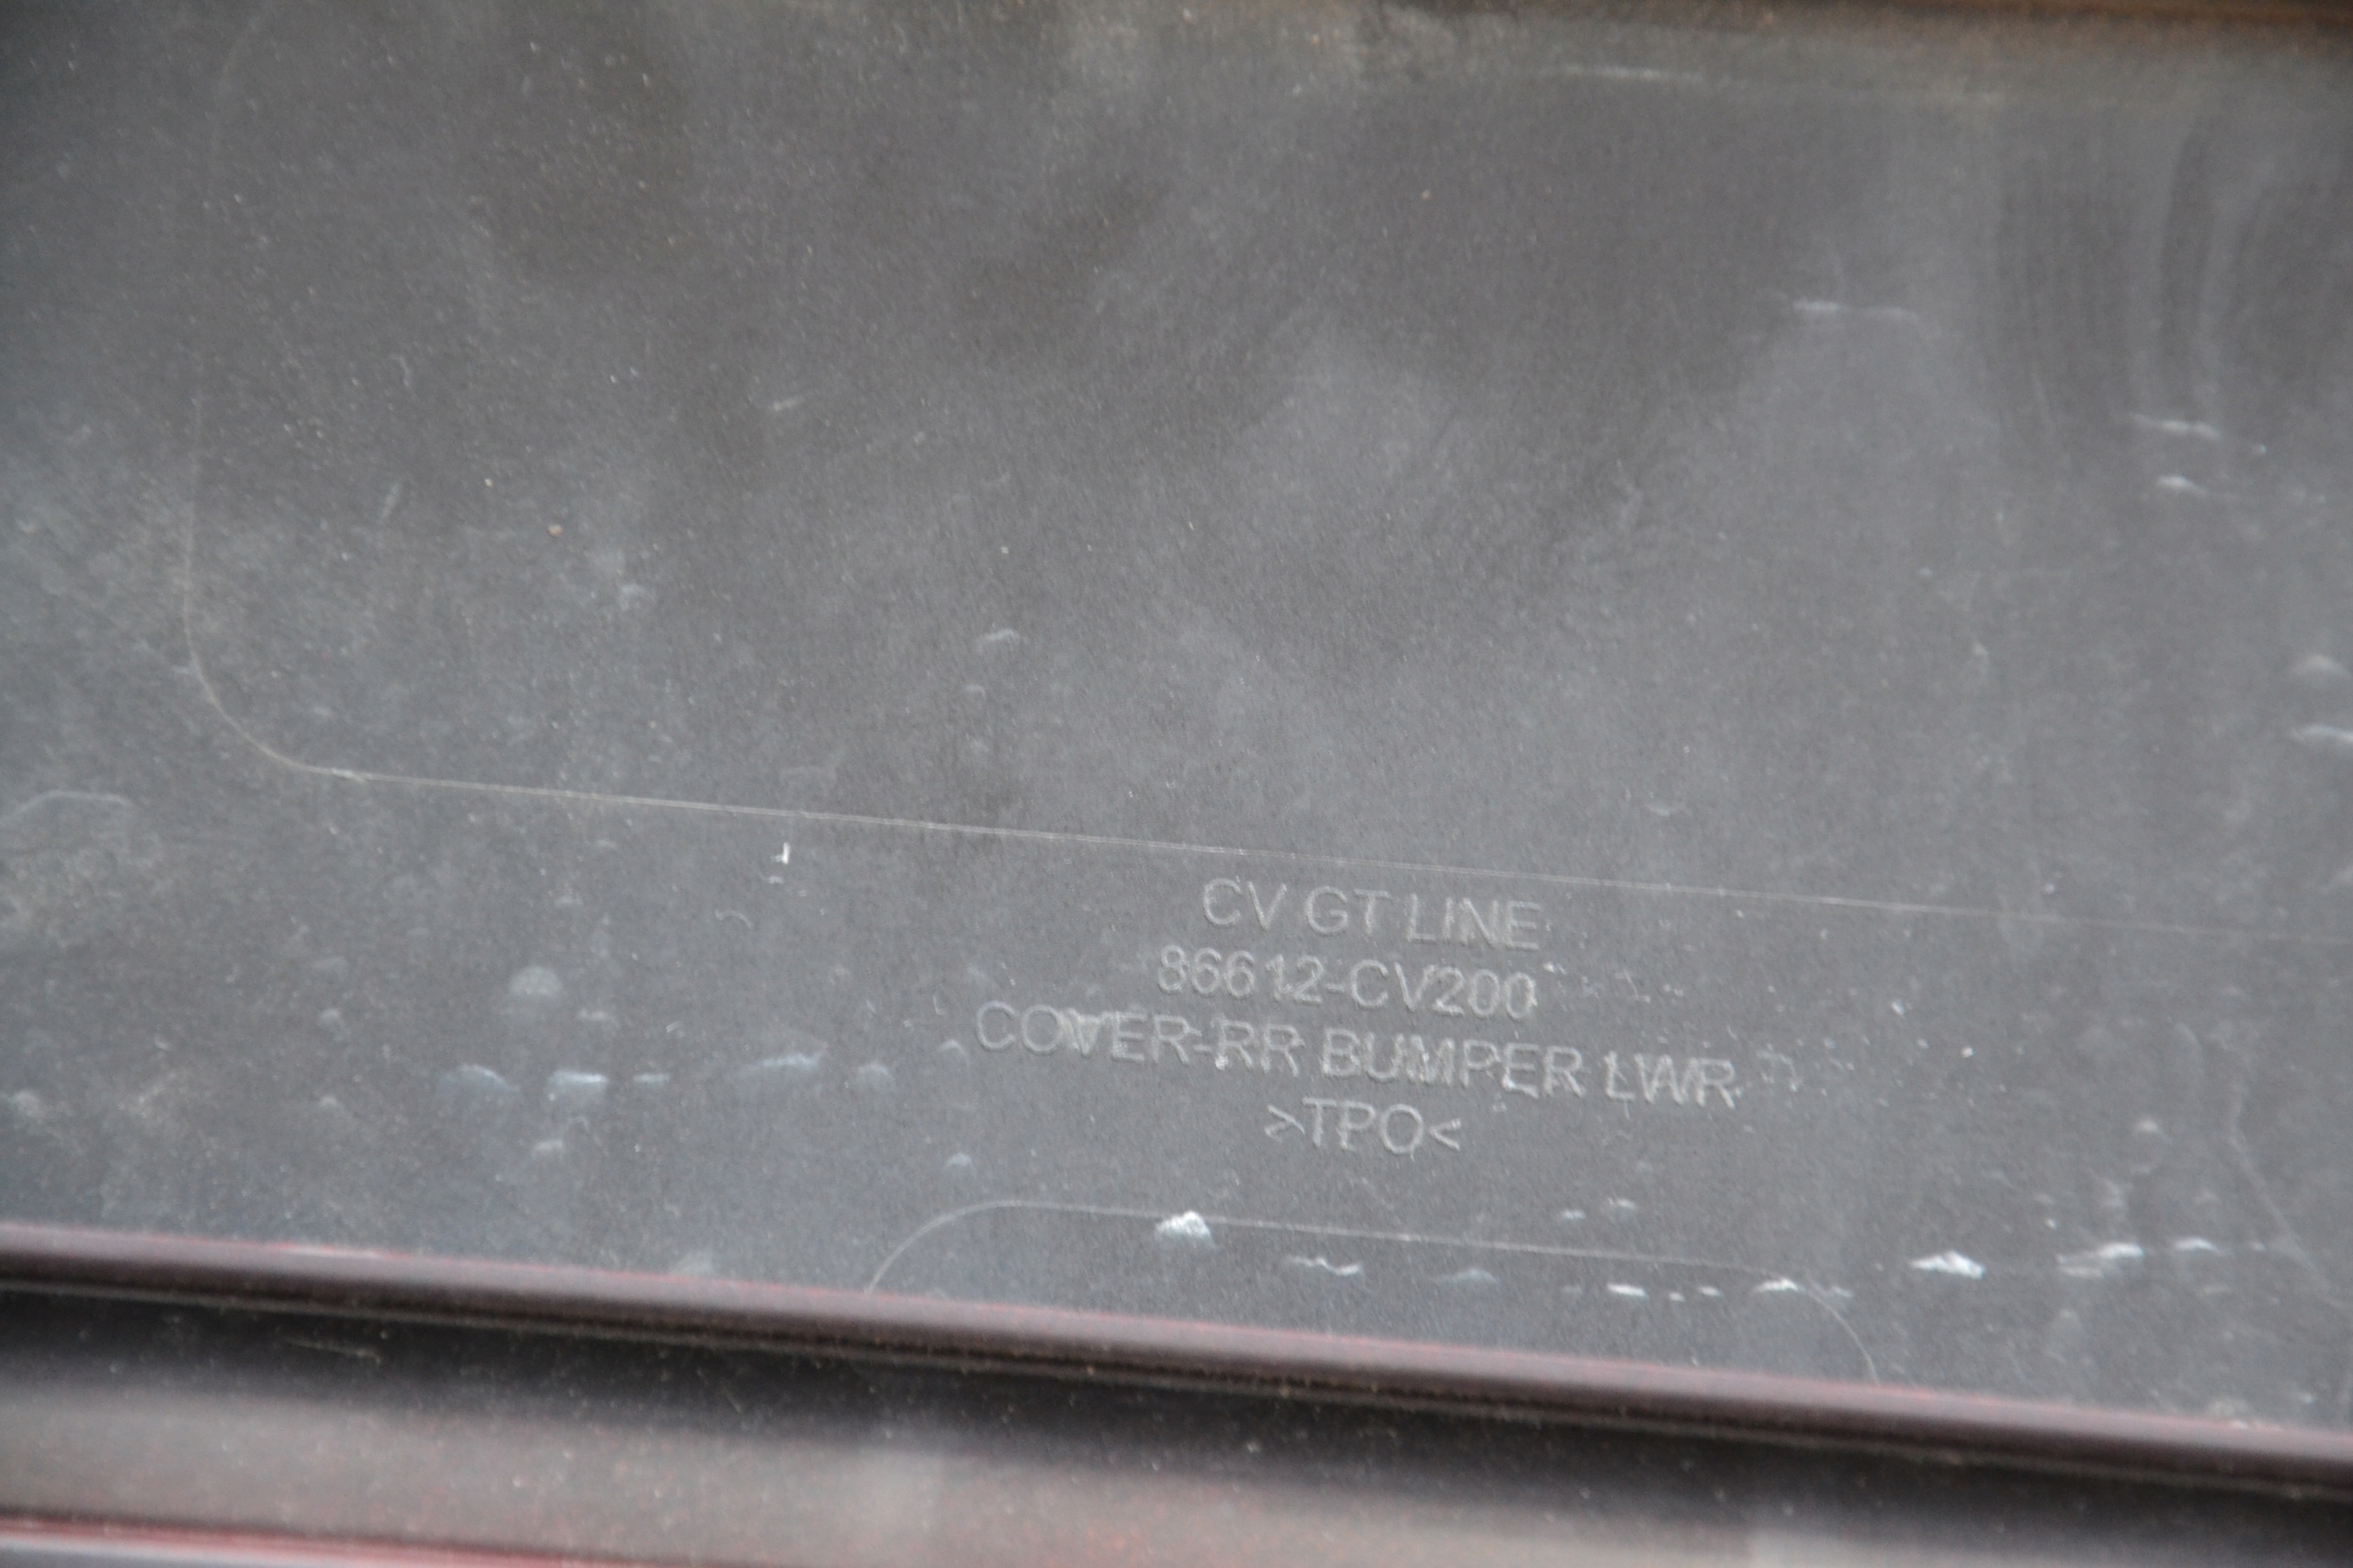 CV GT LINE
86612-CV200
COVER-RR BUMPER LWR
>TPO<